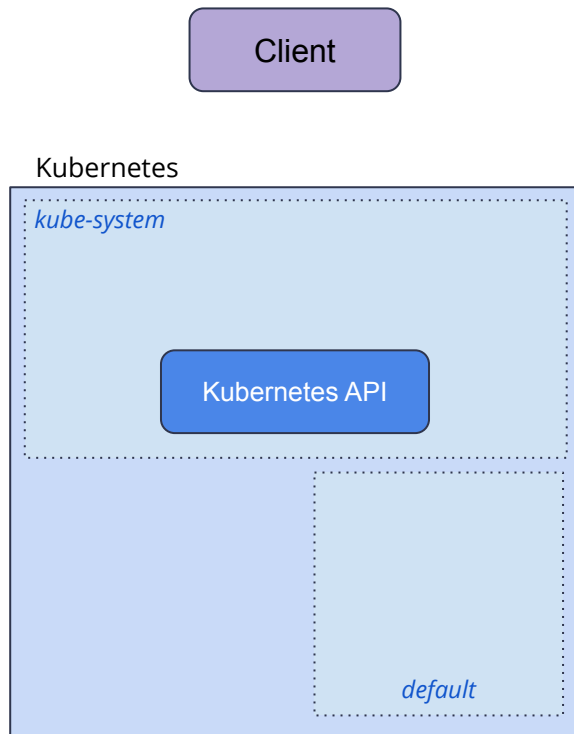 Client
Kubernetes
kube-system
Kubernetes API
default